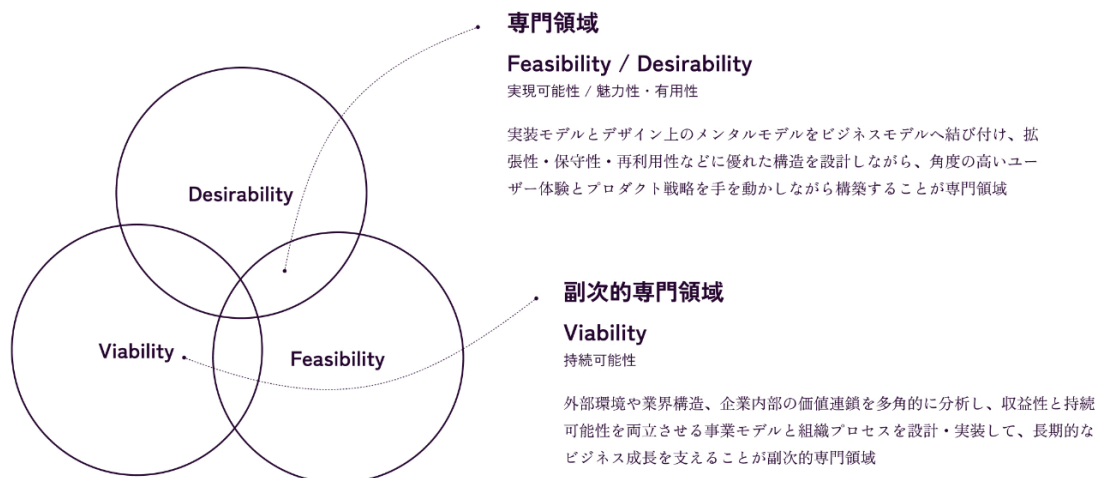 専門領域
Feasibility / Desirability
実現可能性 / 魅力性・有用性
実装モデルとデザイン上のメンタルモデルをビジネスモデルへ結び付け、拡
張性・保守性・再利用性などに優れた構造を設計しながら、角度の高いユー
ザー体験とプロダクト戦略を手を動かしながら構築することが専門領域
Desirability
Viability
Feasibility
副次的専門領域
Viability
持続可能性
外部環境や業界構造、企業内部の価値連鎖を多角的に分析し、収益性と持続
可能性を両立させる事業モデルと組織プロセスを設計・実装して、長期的な
ビジネス成長を支えることが副次的専門領域